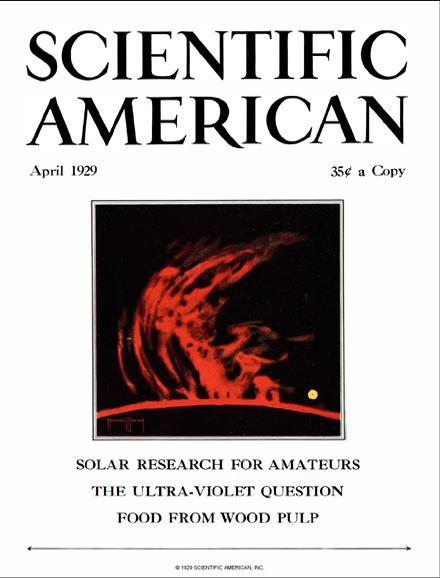 SCIENTIFIC
AMERICAN
April 1929
35¢ a Copy
SOLAR RESEARCH FOR AMATEURS
THE ULTRA-VIOLET QUESTION
FOOD FROM WOOD PULP
© 1929 SCIENTIFIC AMERICAN, INC.